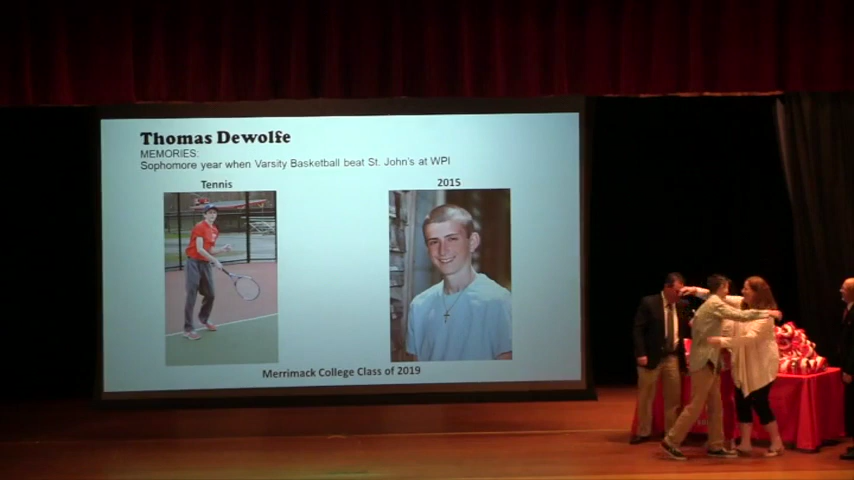 Thomas Dewolfe
MEMORIES:
Sophomore year when Varsity Basketball beat St. John's at WPI
Tennis
2015
Merrimack College Class of 2019